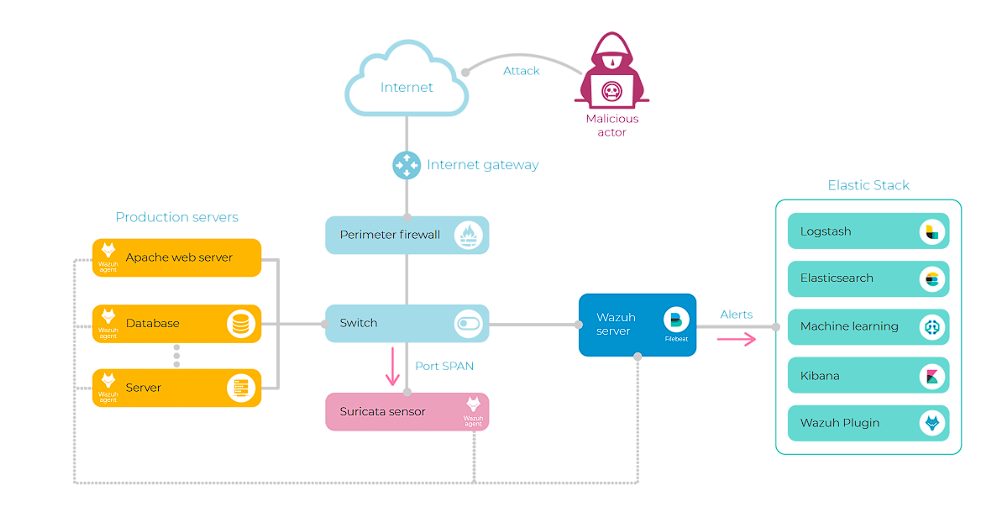 Internet
Attack
Malicious
actor
Internet gateway
Elastic Stack
Production servers
Perimeter firewall
Logstash
Wazuh
agent
Apache web server
Elasticsearch
Wazuh
agent
Database
Switch
Wazuh
server
Filebeat
Alerts
Machine learning
Port SPAN
Kibana
Wazuh
agent
Server
Suricata sensor
Wazuh
agent
Wazuh Plugin